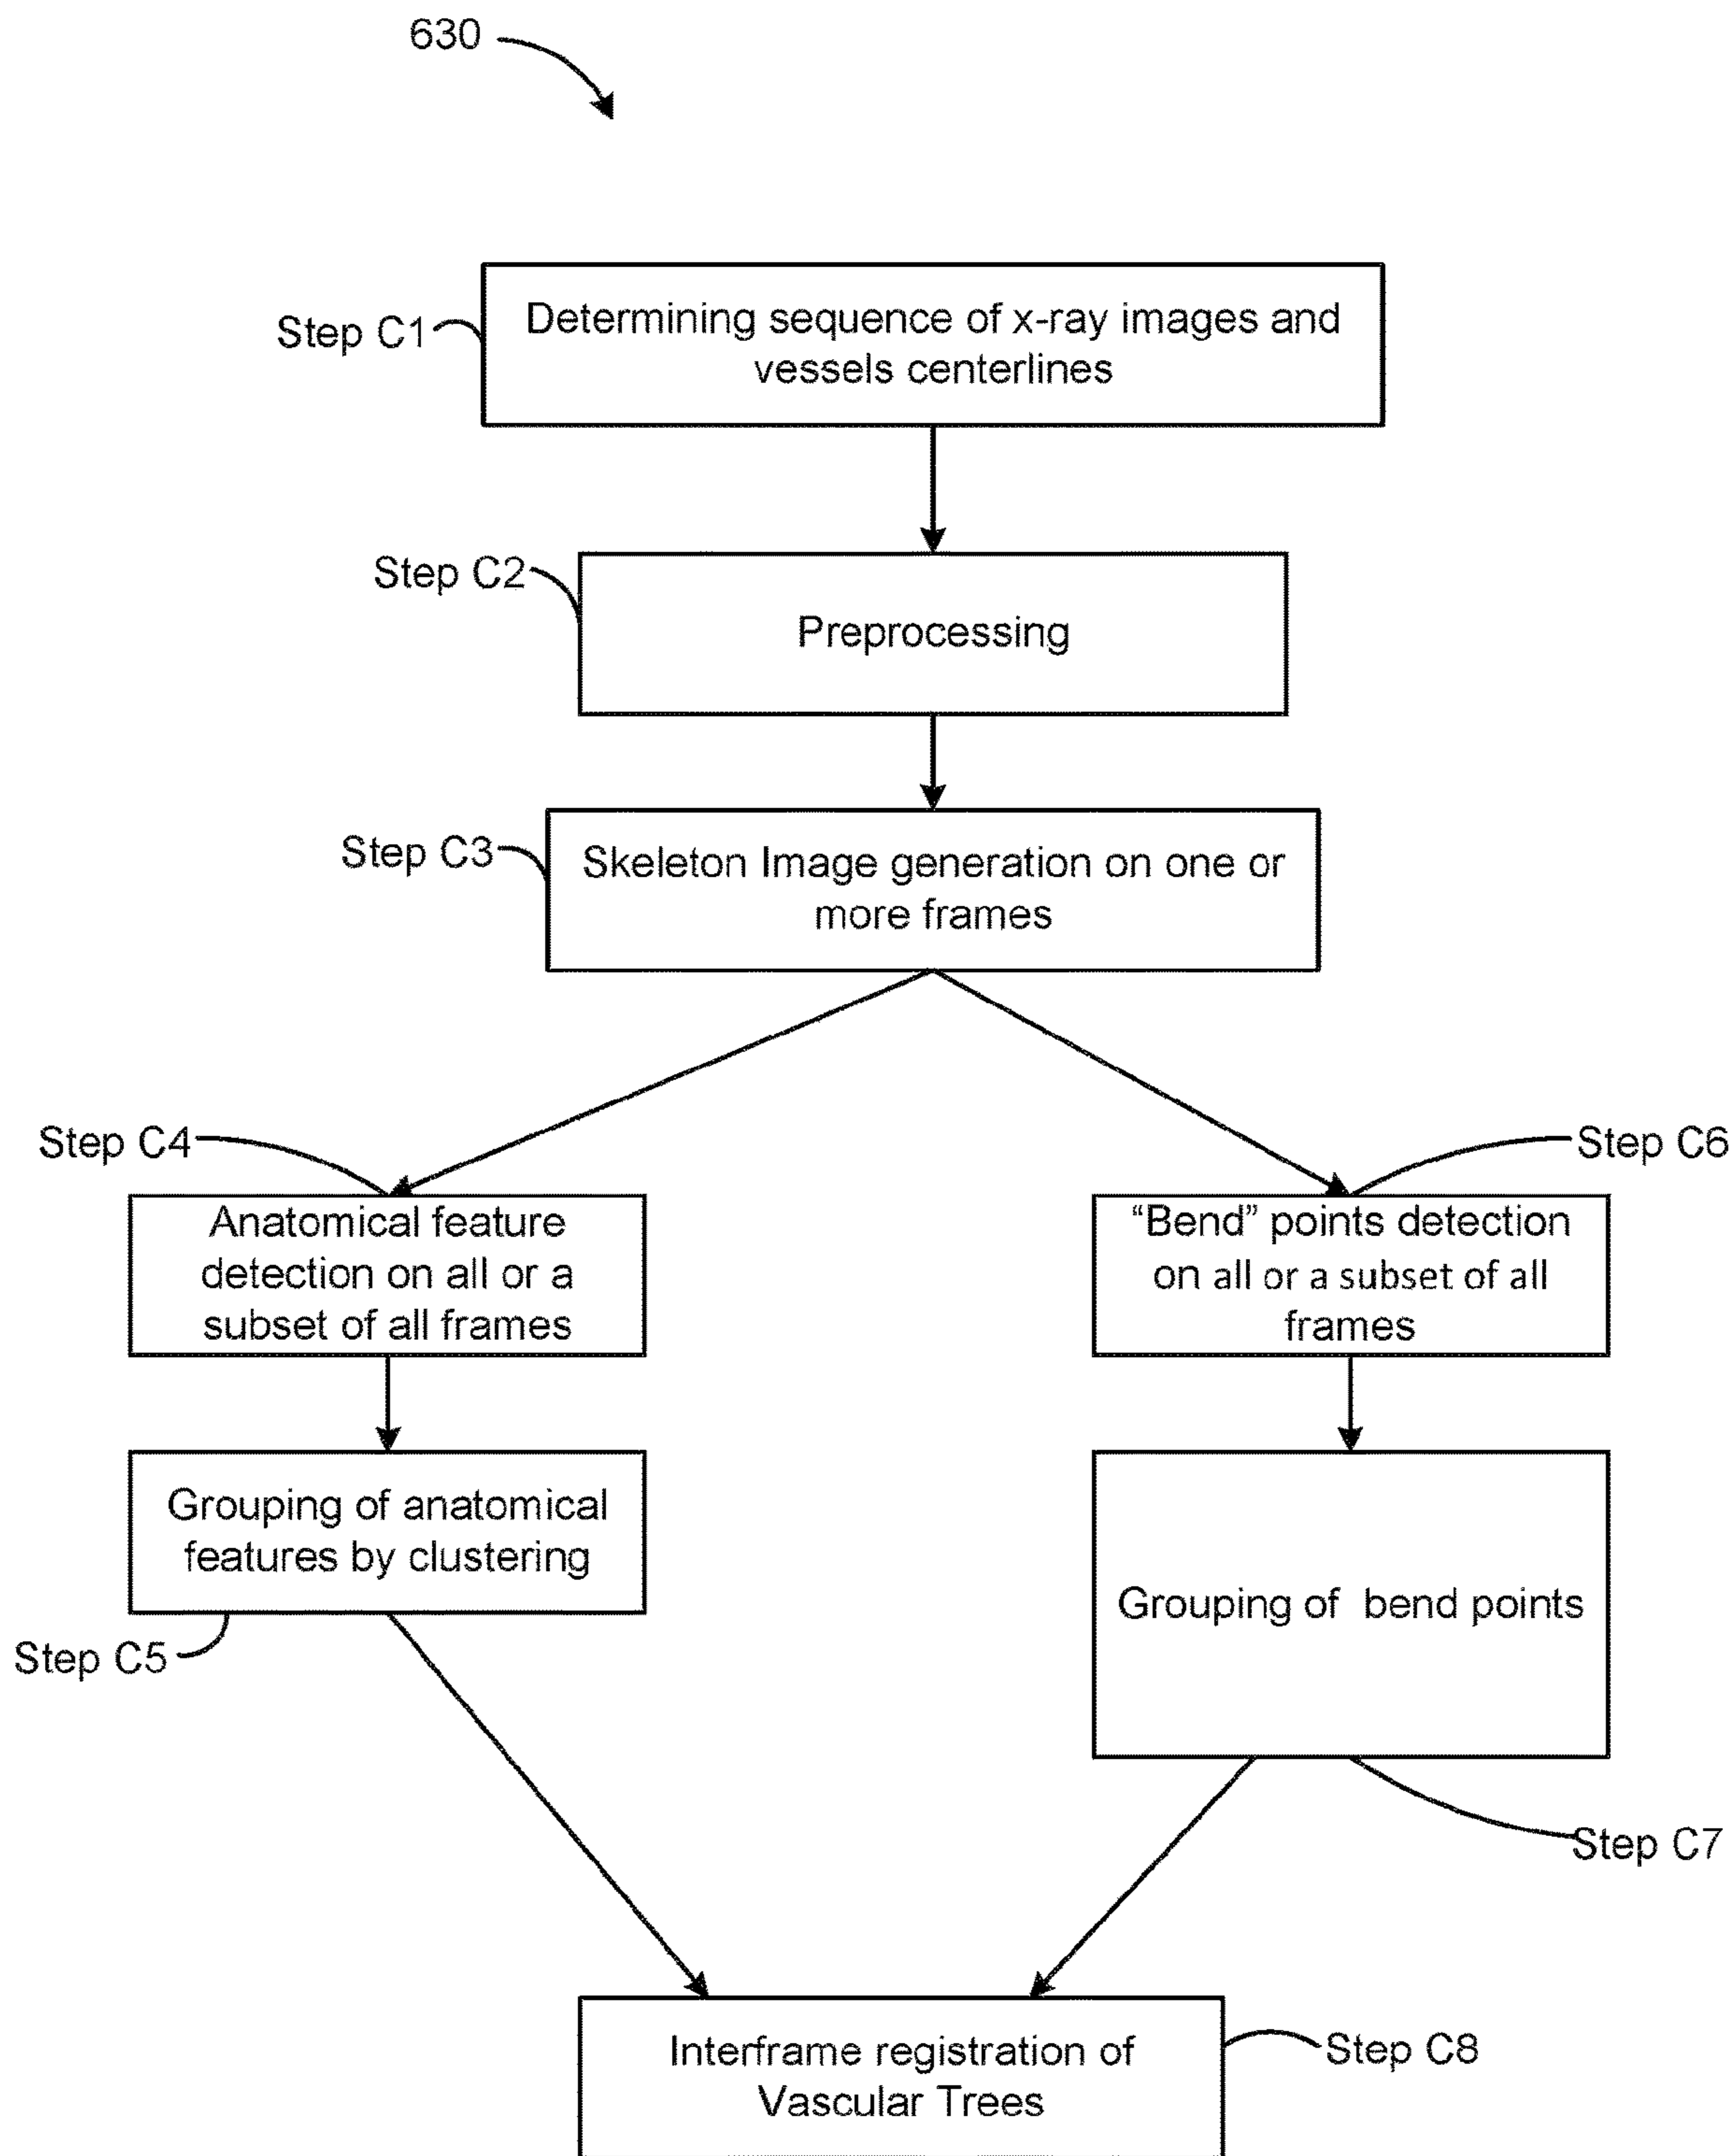 630
Step C1
Determining sequence of x-ray images and
vessels centerlines
Step C2
Preprocessing
Step C3
Skeleton Image generation on one or
more frames
Step C4
Anatomical feature
detection on all or a
subset of all frames
Step C6
“Bend” points detection
on all or a subset of all
frames
Grouping of anatomical
features by clustering
Step C5
Grouping of bend points
Step C7
Interframe registration of
Vascular Trees
Step C8